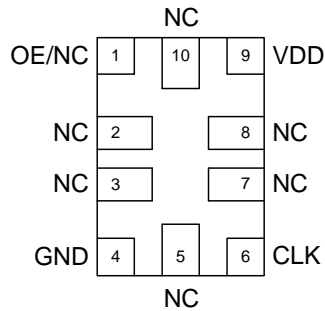 NC
OE/NC 1 10 9 VDD
NC 2 8 NC
NC 3 7 NC
GND 4 5 6 CLK
NC